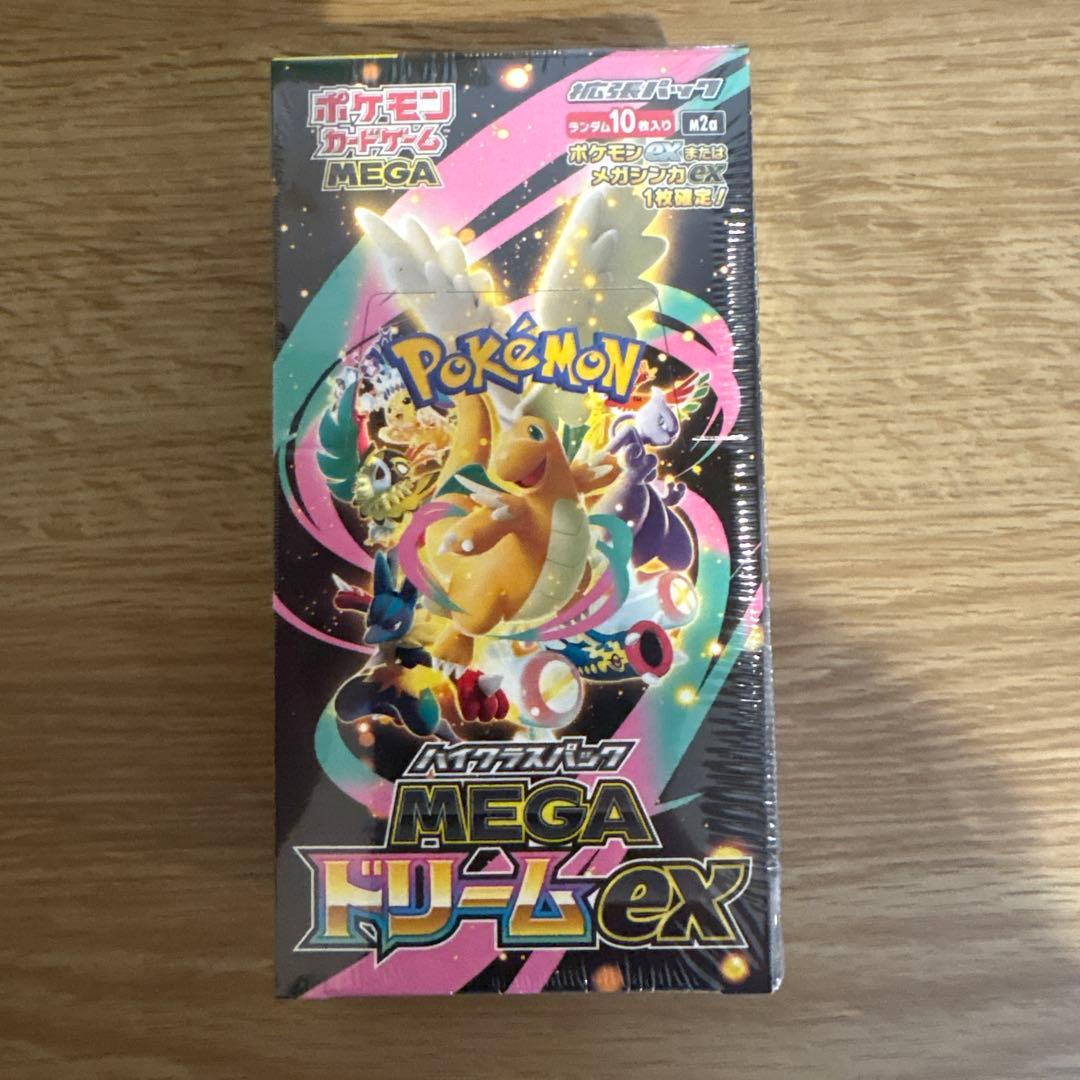 ポケモン
カードゲーム
MEGA
拡張パック
ランダム10枚入り M2a
ポケモンexまたは
メガシンカex
1枚確定!
POKéMON
ハイクラスパック
MEGA
ドリームex